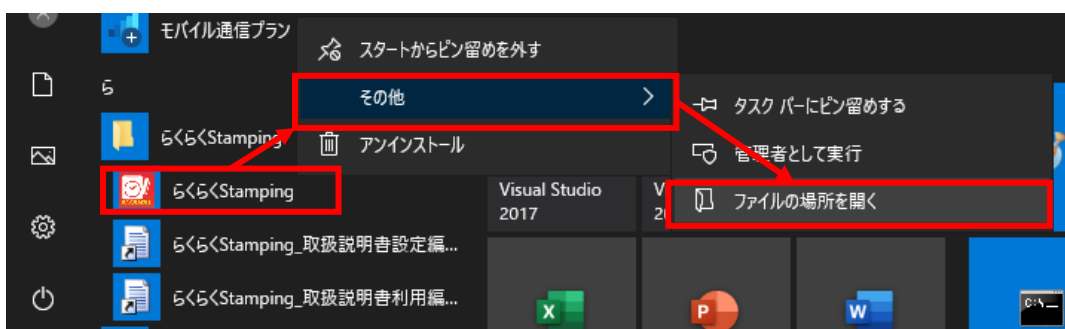 モバイル通信プラン
ら
らくらくStamping
らくらくStamping
らくらくStamping_取扱説明書設定編...
らくらくStamping_取扱説明書利用編...
スタートからピン留めを外す
その他
アンインストール
タスク バーにピン留めする
管理者として実行
ファイルの場所を開く
Visual Studio
2017
V
2
X
P
W
C:\